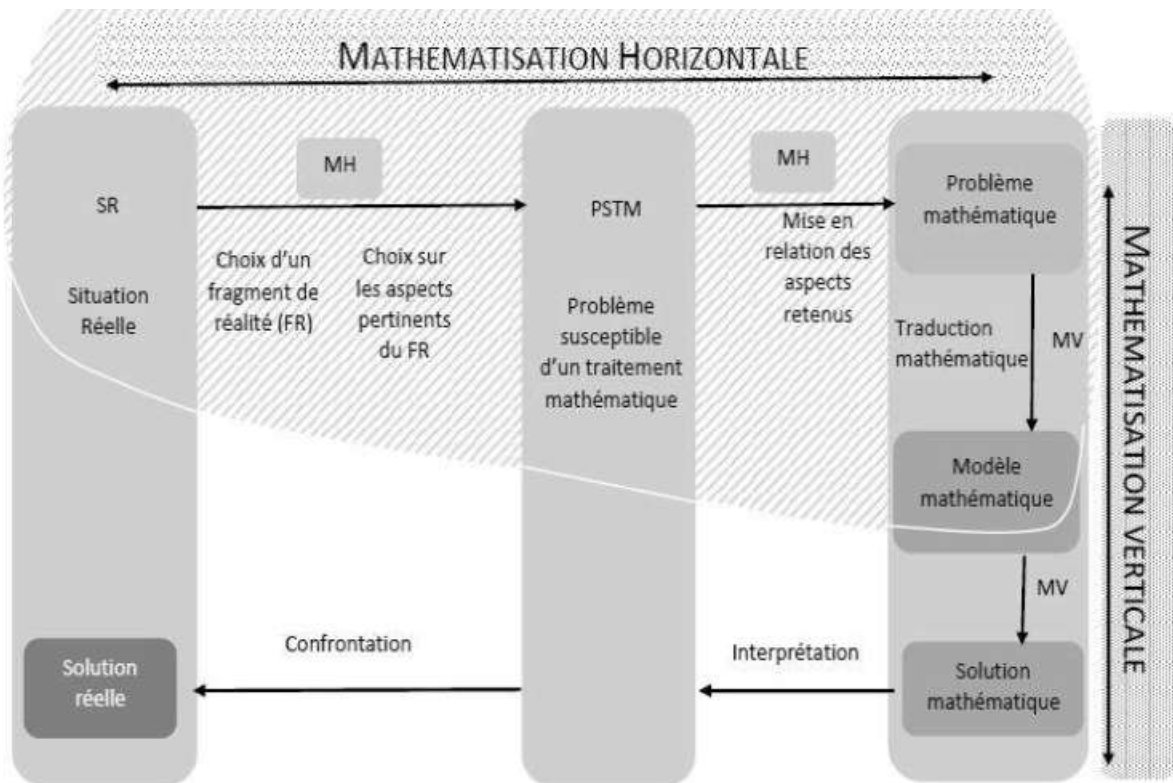 MATHEMATISATION HORIZONTALE
MH
MH
SR
Situation
Réelle
Choix d'un
fragment de
réalité (FR)
Choix sur
les aspects
pertinents
du FR
PSTM
Problème
susceptible
d'un traitement
mathématique
Mise en
relation des
aspects
retenus
Problème
mathématique
Traduction
mathématique
MV
Modèle
mathématique
MV
Solution
mathématique
Interprétation
Confrontation
Solution
réelle
MATHEMATISATION VERTICALE